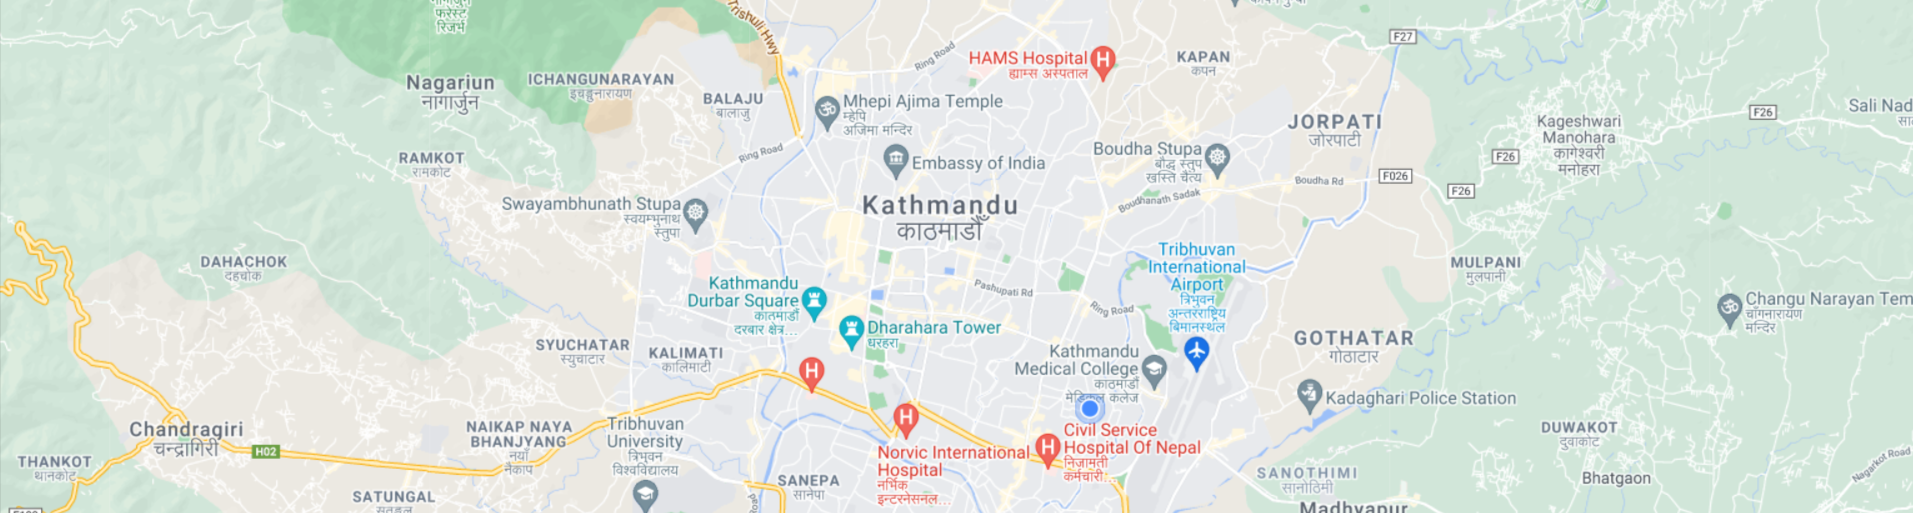 फरेस्ट
रिजर्भ
Trishuli Hwy
Ring Road
HAMS Hospital
ह्याम्स अस्पताल
KAPAN
कपन
F27
Nagariun
नागार्जुन
ICHANGUNARAYAN
इचङ्गुनारायण
BALAJU
बालाजु
Mhepi Ajima Temple
म्हेपि
अजिमा मन्दिर
JORPATI
जोरपाटी
Kageshwari
Manohara
कागेश्वरी
मनोहरा
F26
Sali Nad
RAMKOT
रामकोट
Ring Road
Embassy of India
Boudha Stupa
बौद्ध स्तुप
खस्ति चैत्य
F26
Boudha Rd
F026
F26
Swayambhunath Stupa
स्वयम्भुनाथ
स्तुपा
Kathmandu
काठमाडौं
Boudhanath Sadak
DAHACHOK
दहचोक
Tribhuvan
International
Airport
त्रिभुवन
अन्तर्राष्ट्रिय
बिमानस्थल
MULPANI
मुलपानी
Kathmandu
Durbar Square
काठमाडौं
दरबार क्षेत्र...
Pashupati Rd
Ring Road
Changu Narayan Tem
चाँगुनारायण
मन्दिर
Dharahara Tower
धरहरा
SYUCHATAR
स्युचाटार
KALIMATI
कालिमाटी
Kathmandu
Medical College
काठमाडौं
मेडिकल कलेज
GOTHATAR
गोठाटार
Kadaghari Police Station
Chandragiri
चन्द्रागिरी
H02
NAIKAP NAYA
BHANJYANG
नयाँ
नैकाप
Tribhuvan
University
त्रिभुवन
विश्वविद्यालय
Norvic International
Hospital
नर्भिक
इन्टरनेसनल...
Civil Service
Hospital Of Nepal
निजामती
कर्मचारी...
DUWAKOT
दुवाकोट
THANKOT
थानकोट
SATUNGAL
सतुङ्गल
SANEPA
सानेपा
SANOTHIMI
सानोठिमी
Bhatgaon
Nagarkot Road
Madhyapur